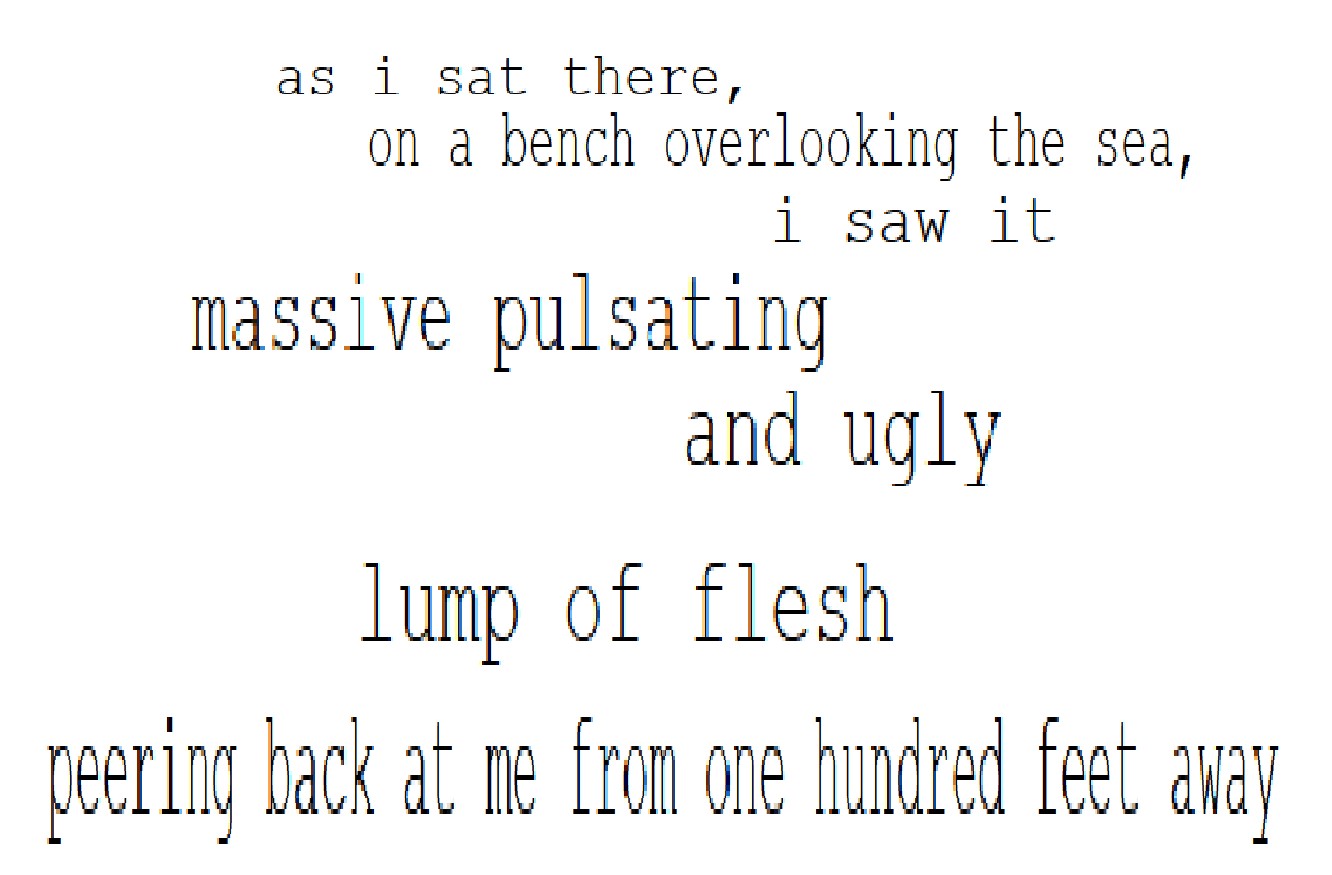 as i sat there,
on a bench overlooking the sea,
i saw it
massive pulsating
and ugly
lump of flesh
peering back at me from one hundred feet away